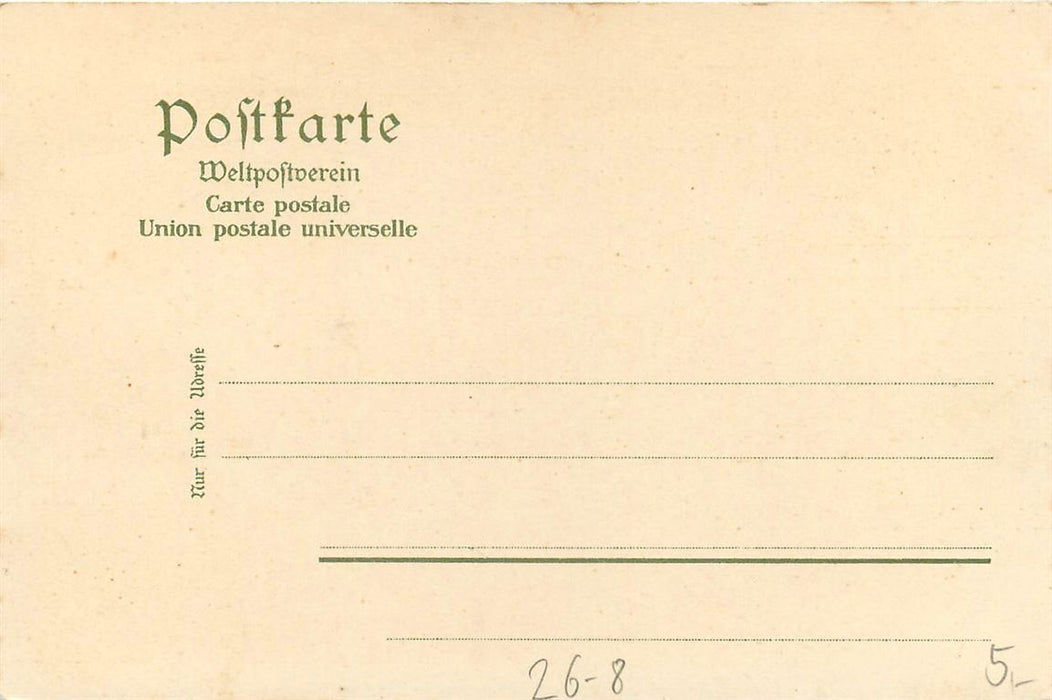 Poſtkarte
Weltpoſtverein
Carte postale
Union postale universelle
Nur für die Adreſſe
26-8
5,-